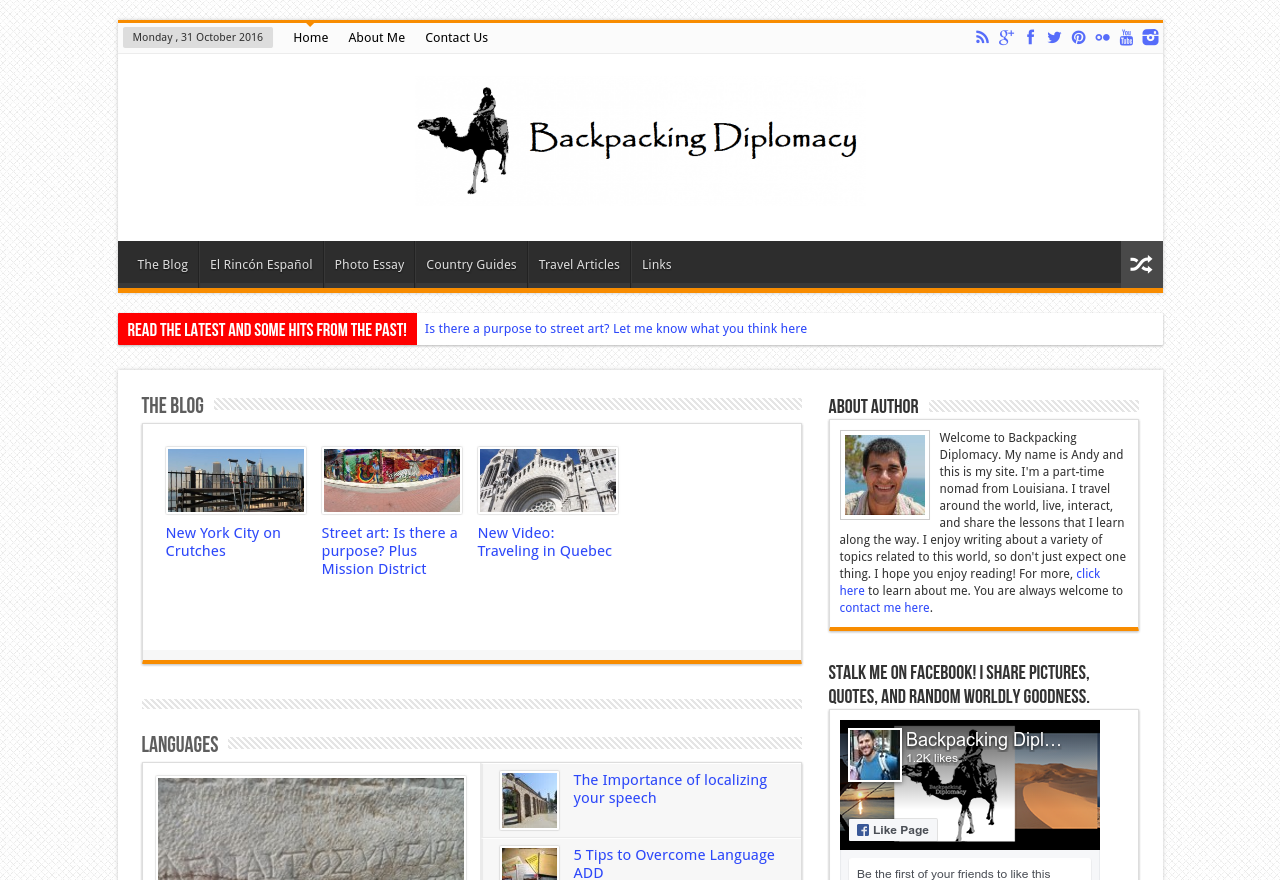 Monday , 31 October 2016
Home
About Me
Contact Us
Backpacking Diplomacy
The Blog
El Rincón Español
Photo Essay
Country Guides
Travel Articles
Links
READ THE LATEST AND SOME HITS FROM THE PAST!
Is there a purpose to street art? Let me know what you think here
THE BLOG
New York City on
Crutches
Street art: Is there a
purpose? Plus
Mission District
New Video:
Traveling in Quebec
LANGUAGES
The Importance of localizing
your speech
5 Tips to Overcome Language
ADD
ABOUT AUTHOR
Welcome to Backpacking
Diplomacy. My name is Andy and
this is my site. I'm a part-time
nomad from Louisiana. I travel
around the world, live, interact,
and share the lessons that I learn
along the way. I enjoy writing about a variety of
topics related to this world, so don't just expect one
thing. I hope you enjoy reading! For more, click
here to learn about me. You are always welcome to
contact me here.
STALK ME ON FACEBOOK! I SHARE PICTURES,
QUOTES, AND RANDOM WORLDLY GOODNESS.
Backpacking Dipl...
1.2K likes
Backpacking
Diplomacy
Like Page
Be the first of your friends to like this